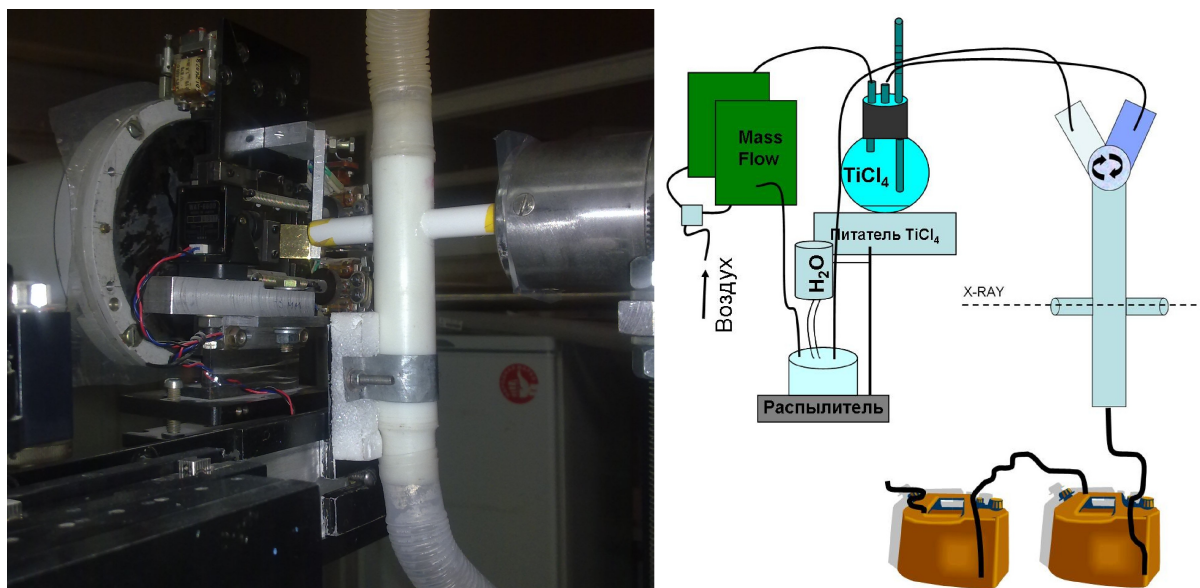 Mass
Flow
TiCl4
Питатель TiCl4
H2O
Воздух
X-RAY
Распылитель